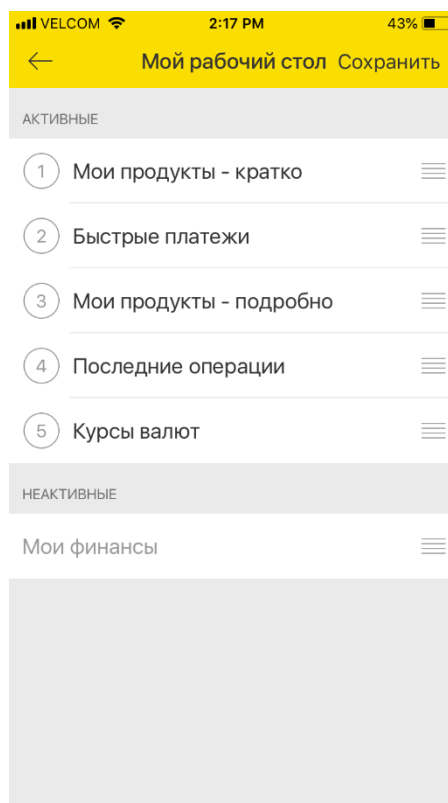 VELCOM 2:17 PM 43%
Мой рабочий стол Сохранить
АКТИВНЫЕ
1 Мои продукты - кратко
2 Быстрые платежи
3 Мои продукты - подробно
4 Последние операции
5 Курсы валют
НЕАКТИВНЫЕ
Мои финансы